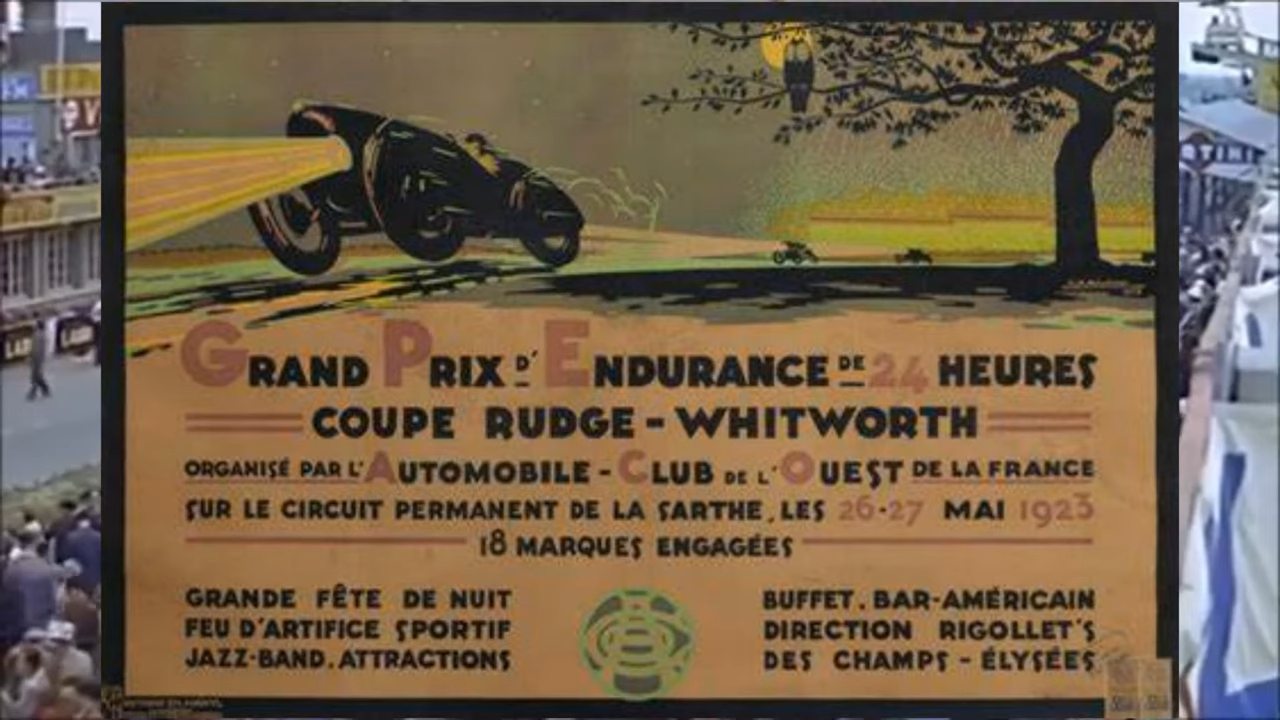 GRAND PRIX D' ENDURANCE DE 24 HEURES
COUPE RUDGE - WHITWORTH
ORGANISÉ PAR L'AUTOMOBILE - CLUB DE L'OUEST DE LA FRANCE
SUR LE CIRCUIT PERMANENT DE LA SARTHE, LES 26-27 MAI 1923
18 MARQUES ENGAGÉES
GRANDE FÊTE DE NUIT
FEU D'ARTIFICE SPORTIF
JAZZ-BAND. ATTRACTIONS
BUFFET. BAR-AMÉRICAIN
DIRECTION RIGOLLET'S
DES CHAMPS - ÉLYSÉES